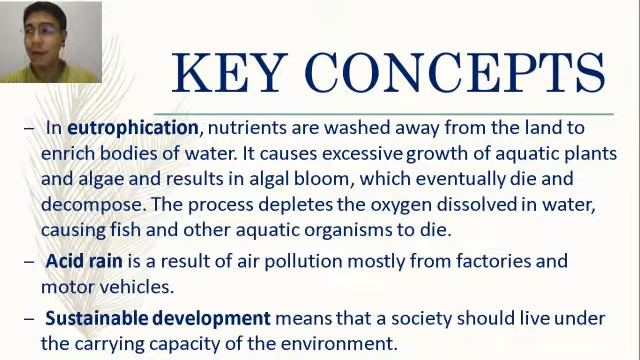 KEY CONCEPTS
– In eutrophication, nutrients are washed away from the land to
enrich bodies of water. It causes excessive growth of aquatic plants
and algae and results in algal bloom, which eventually die and
decompose. The process depletes the oxygen dissolved in water,
causing fish and other aquatic organisms to die.
– Acid rain is a result of air pollution mostly from factories and
motor vehicles.
– Sustainable development means that a society should live under
the carrying capacity of the environment.